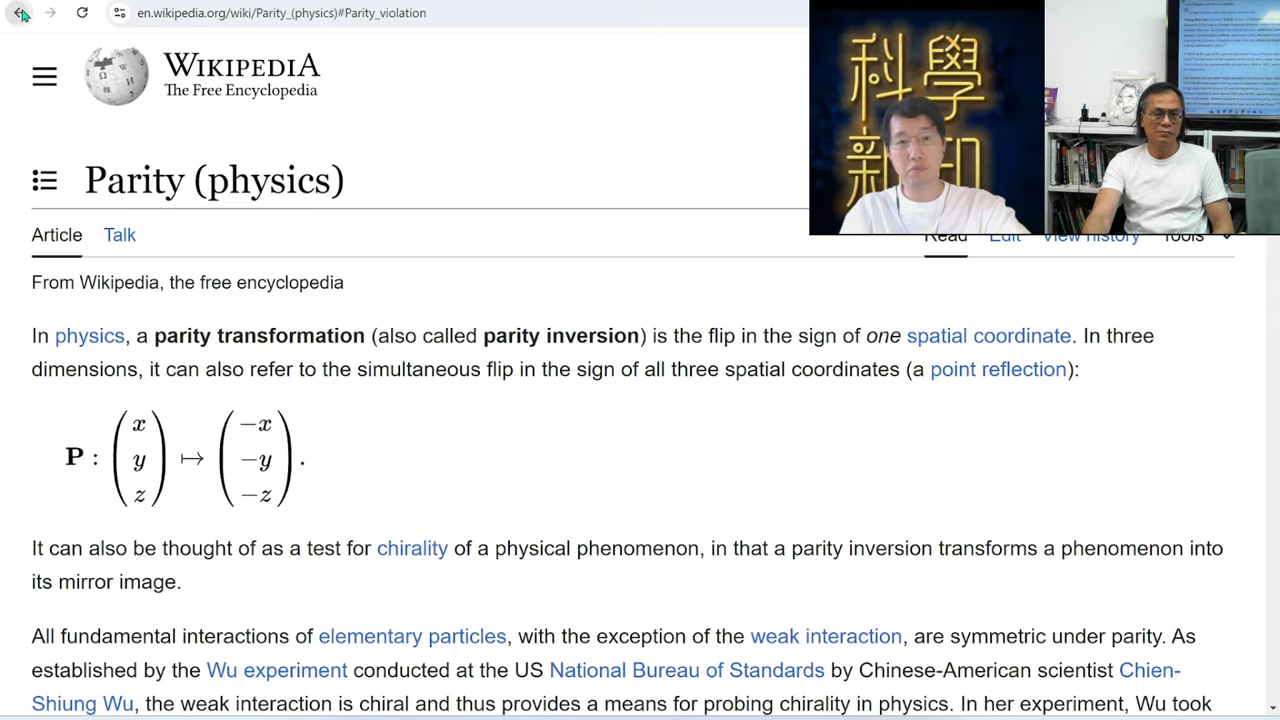 en.wikipedia.org/wiki/Parity_(physics)#Parity_violation
WIKIPEDIA
The Free Encyclopedia
科學
新知
Parity (physics)
Article Talk
Read Edit View history Tools
From Wikipedia, the free encyclopedia
In physics, a parity transformation (also called parity inversion) is the flip in the sign of one spatial coordinate. In three
dimensions, it can also refer to the simultaneous flip in the sign of all three spatial coordinates (a point reflection):
P : (x y z) ↦ (−x −y −z).
It can also be thought of as a test for chirality of a physical phenomenon, in that a parity inversion transforms a phenomenon into
its mirror image.
All fundamental interactions of elementary particles, with the exception of the weak interaction, are symmetric under parity. As
established by the Wu experiment conducted at the US National Bureau of Standards by Chinese-American scientist Chien-
Shiung Wu, the weak interaction is chiral and thus provides a means for probing chirality in physics. In her experiment, Wu took